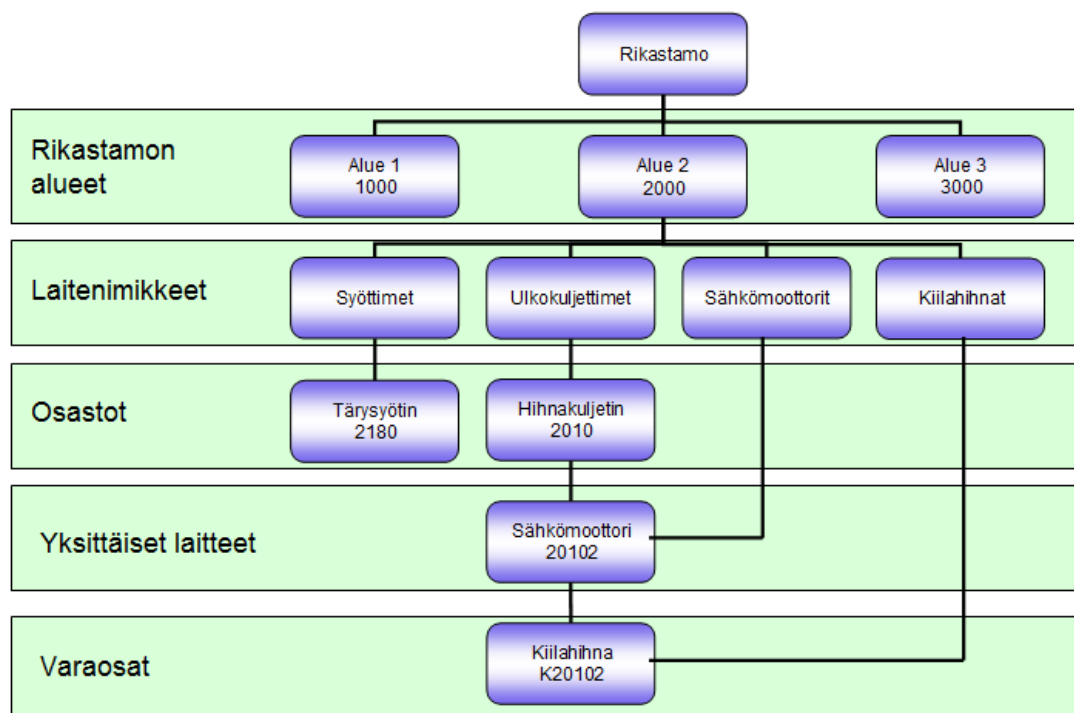 Rikastamo
Rikastamon
alueet
Alue 1
1000
Alue 2
2000
Alue 3
3000
Laitenimikkeet
Syöttimet
Ulkokuljettimet
Sähkömoottorit
Kiilahihnat
Osastot
Tärysyötin
2180
Hihnakuljetin
2010
Yksittäiset laitteet
Sähkömoottori
20102
Varaosat
Kiilahihna
K20102